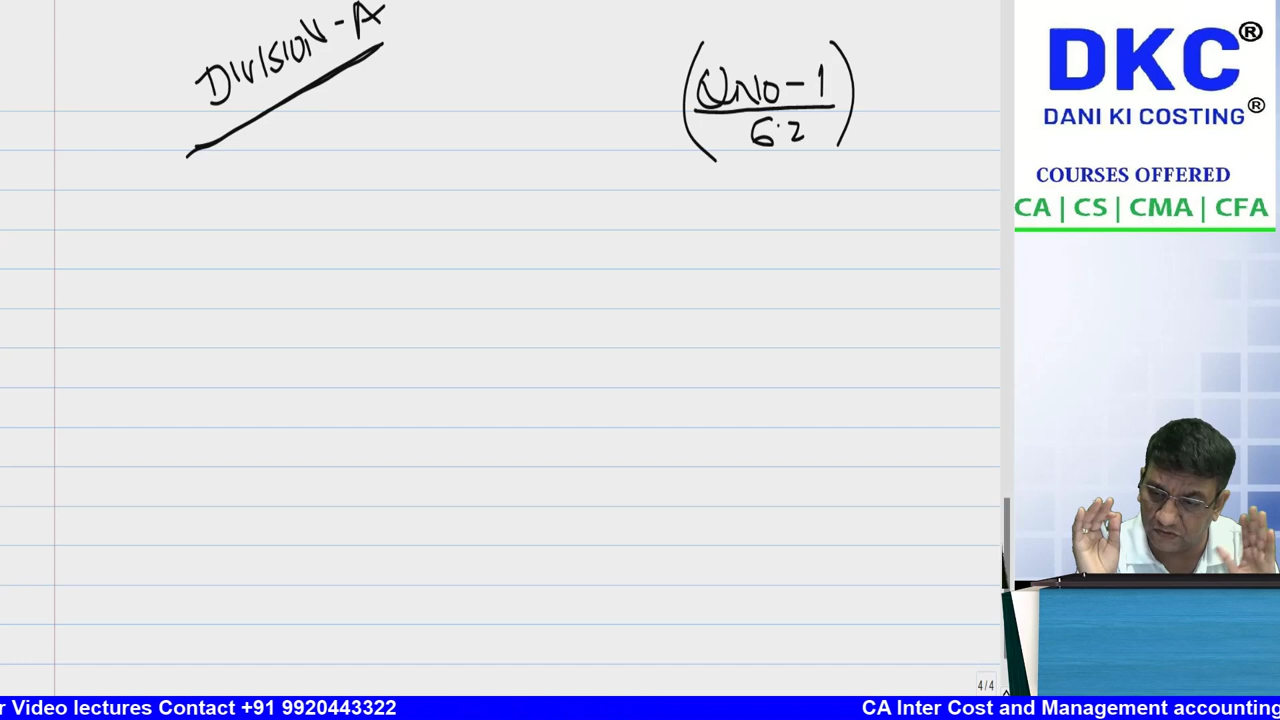 DIVISION-A
(QNO-1
6.2)
DKC®
DANI KI COSTING®
COURSES OFFERED
CA | CS | CMA | CFA
4/4
r Video lectures Contact +91 9920443322
CA Inter Cost and Management accounting